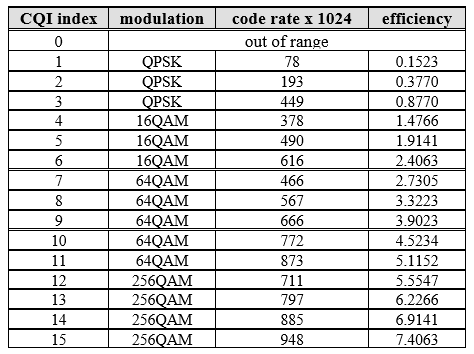 CQI index modulation code rate x 1024 efficiency
0 out of range
1 QPSK 78 0.1523
2 QPSK 193 0.3770
3 QPSK 449 0.8770
4 16QAM 378 1.4766
5 16QAM 490 1.9141
6 16QAM 616 2.4063
7 64QAM 466 2.7305
8 64QAM 567 3.3223
9 64QAM 666 3.9023
10 64QAM 772 4.5234
11 64QAM 873 5.1152
12 256QAM 711 5.5547
13 256QAM 797 6.2266
14 256QAM 885 6.9141
15 256QAM 948 7.4063